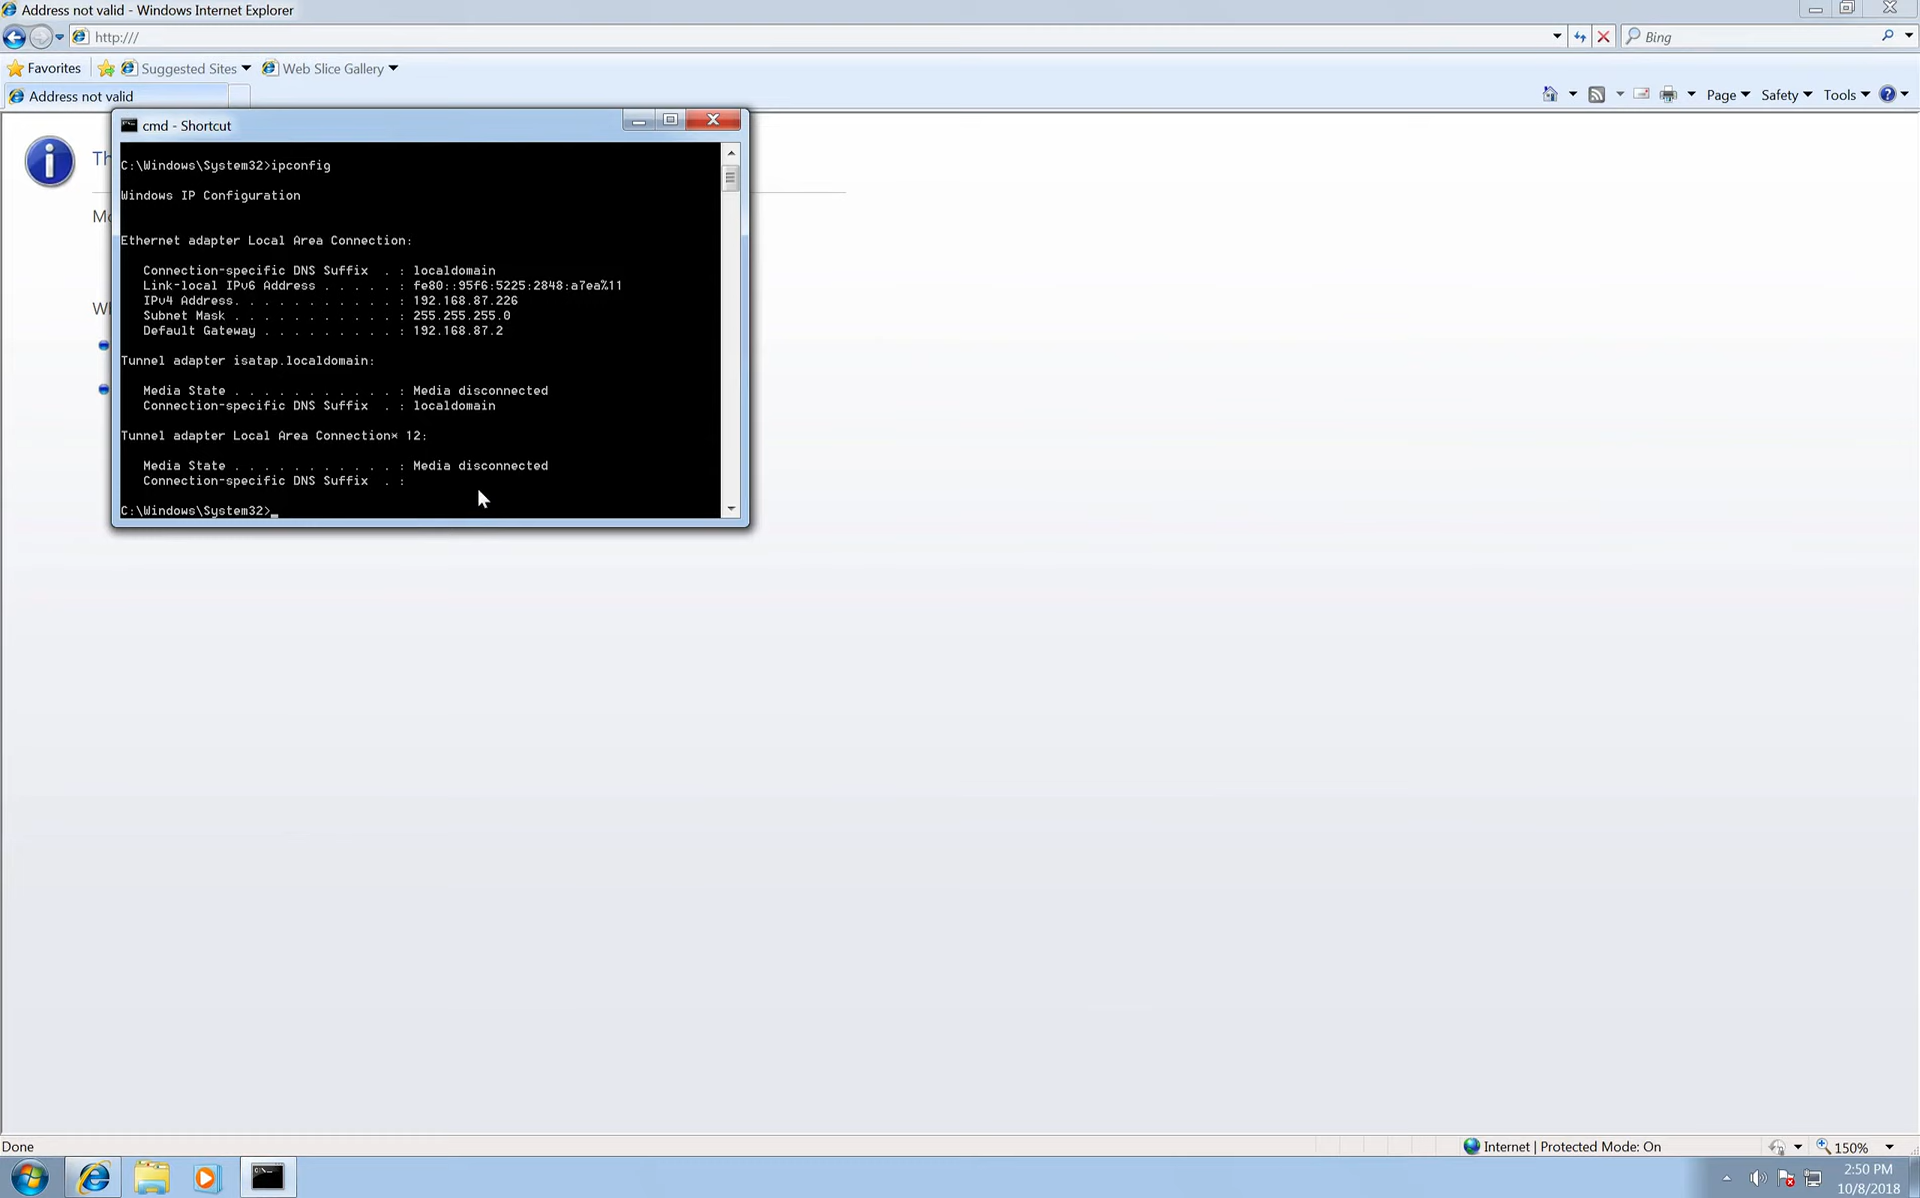 Address not valid - Windows Internet Explorer
http:///
Bing
Favorites
Suggested Sites
Web Slice Gallery
Address not valid
Page
Safety
Tools
cmd - Shortcut
C:\Windows\System32>ipconfig
Windows IP Configuration
Ethernet adapter Local Area Connection:
Connection-specific DNS Suffix . : localdomain
Link-local IPv6 Address . . . . . : fe80::95f6:5225:2848:a7ea%11
IPv4 Address. . . . . . . . . . . : 192.168.87.226
Subnet Mask . . . . . . . . . . . : 255.255.255.0
Default Gateway . . . . . . . . . : 192.168.87.2
Tunnel adapter isatap.localdomain:
Media State . . . . . . . . . . . : Media disconnected
Connection-specific DNS Suffix . : localdomain
Tunnel adapter Local Area Connection* 12:
Media State . . . . . . . . . . . : Media disconnected
Connection-specific DNS Suffix . :
C:\Windows\System32>_
Done
Internet | Protected Mode: On
150%
2:50 PM
10/8/2018